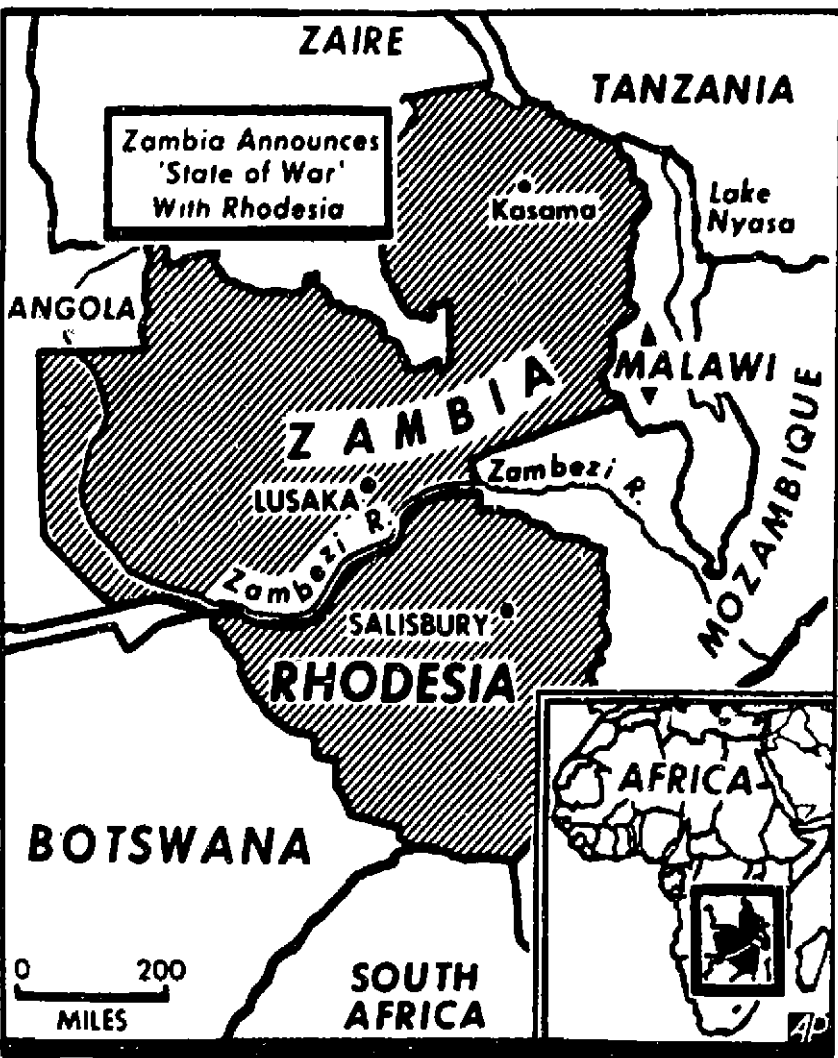 ZAIRE
TANZANIA
Zambia Announces
'State of War'
With Rhodesia
Kasama
Lake
Nyasa
ANGOLA
MALAWI
ZAMBIA
Zambezi R.
LUSAKA
Zambezi R.
MOZAMBIQUE
SALISBURY
RHODESIA
AFRICA
BOTSWANA
0 200
MILES
SOUTH
AFRICA
AP